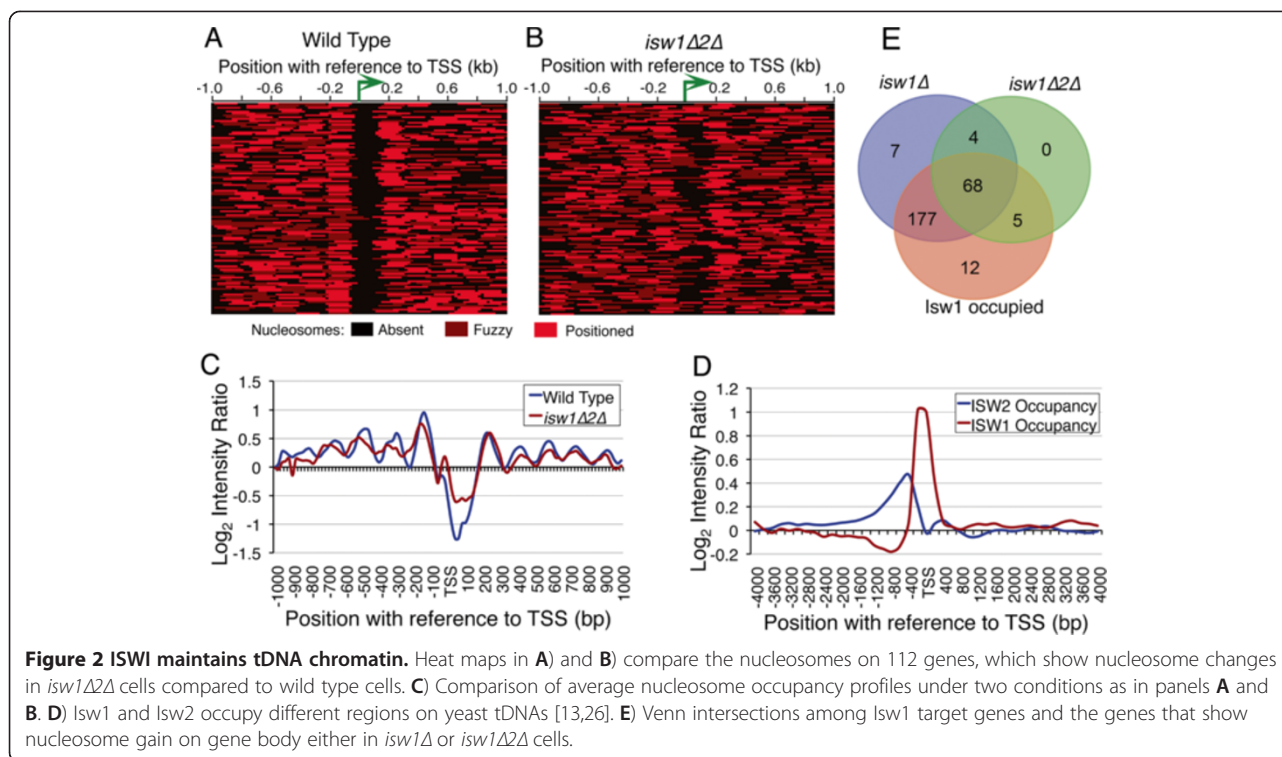 A
Wild Type
Position with reference to TSS (kb)
-1.0 -0.6 -0.2 0.2 0.6 1.0
B
isw1Δ2Δ
Position with reference to TSS (kb)
-1.0 -0.6 -0.2 0.2 0.6 1.0
Nucleosomes: Absent Fuzzy Positioned
E
isw1Δ isw1Δ2Δ
7 4 0
68
177 5
12
Isw1 occupied
C
Log2 Intensity Ratio
1.5
1
0.5
0
-0.5
-1
-1.5
Wild Type
isw1Δ2Δ
-1000 -900 -800 -700 -600 -500 -400 -300 -200 -100 TSS 100 200 300 400 500 600 700 800 900 1000
Position with reference to TSS (bp)
D
Log2 Intensity Ratio
1.2
1
0.8
0.6
0.4
0.2
0
-0.2
ISW2 Occupancy
ISW1 Occupancy
-4000 -3600 -3200 -2800 -2400 -2000 -1600 -1200 -800 -400 TSS 400 800 1200 1600 2000 2400 2800 3200 3600 4000
Position with reference to TSS (bp)
Figure 2 ISWI maintains tDNA chromatin. Heat maps in A) and B) compare the nucleosomes on 112 genes, which show nucleosome changes
in isw1Δ2Δ cells compared to wild type cells. C) Comparison of average nucleosome occupancy profiles under two conditions as in panels A and
B. D) Isw1 and Isw2 occupy different regions on yeast tDNAs [13,26]. E) Venn intersections among Isw1 target genes and the genes that show
nucleosome gain on gene body either in isw1Δ or isw1Δ2Δ cells.